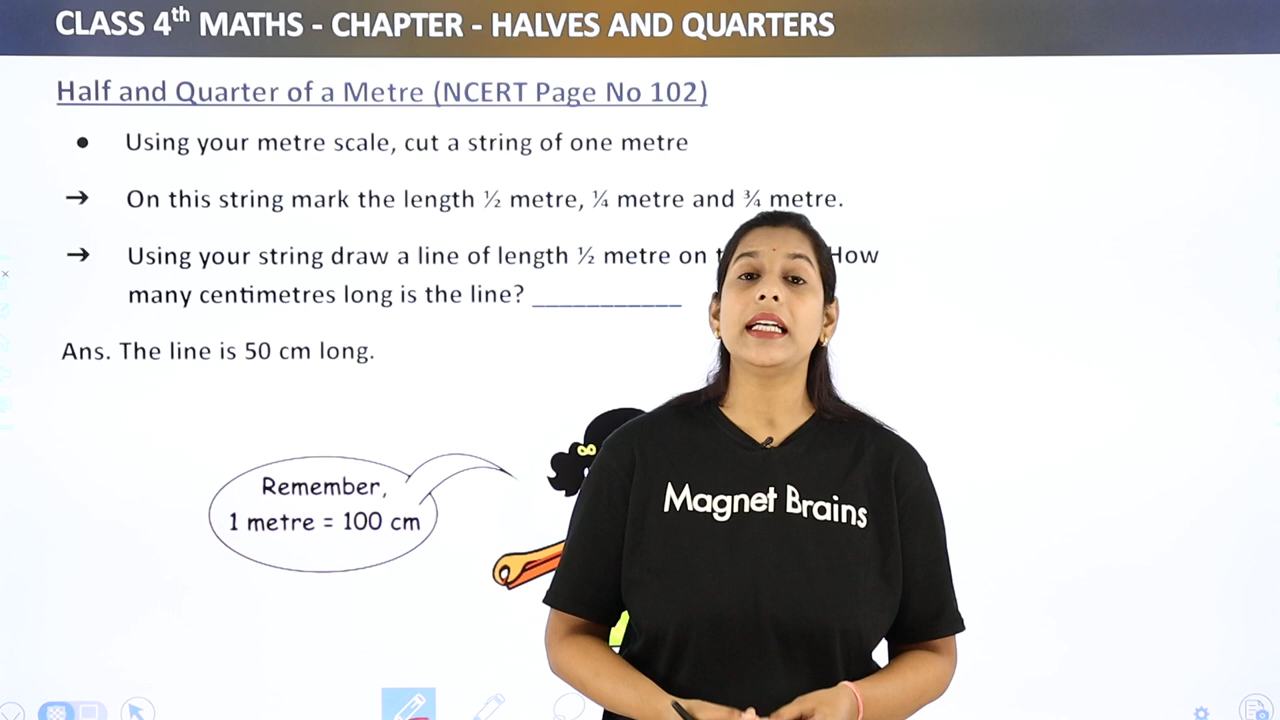 CLASS 4th MATHS - CHAPTER - HALVES AND QUARTERS
Half and Quarter of a Metre (NCERT Page No 102)
● Using your metre scale, cut a string of one metre
→ On this string mark the length ½ metre, ¼ metre and ¾ metre.
→ Using your string draw a line of length ½ metre on How
many centimetres long is the line? ___________
Ans. The line is 50 cm long.
Remember,
1 metre = 100 cm
Magnet Brains